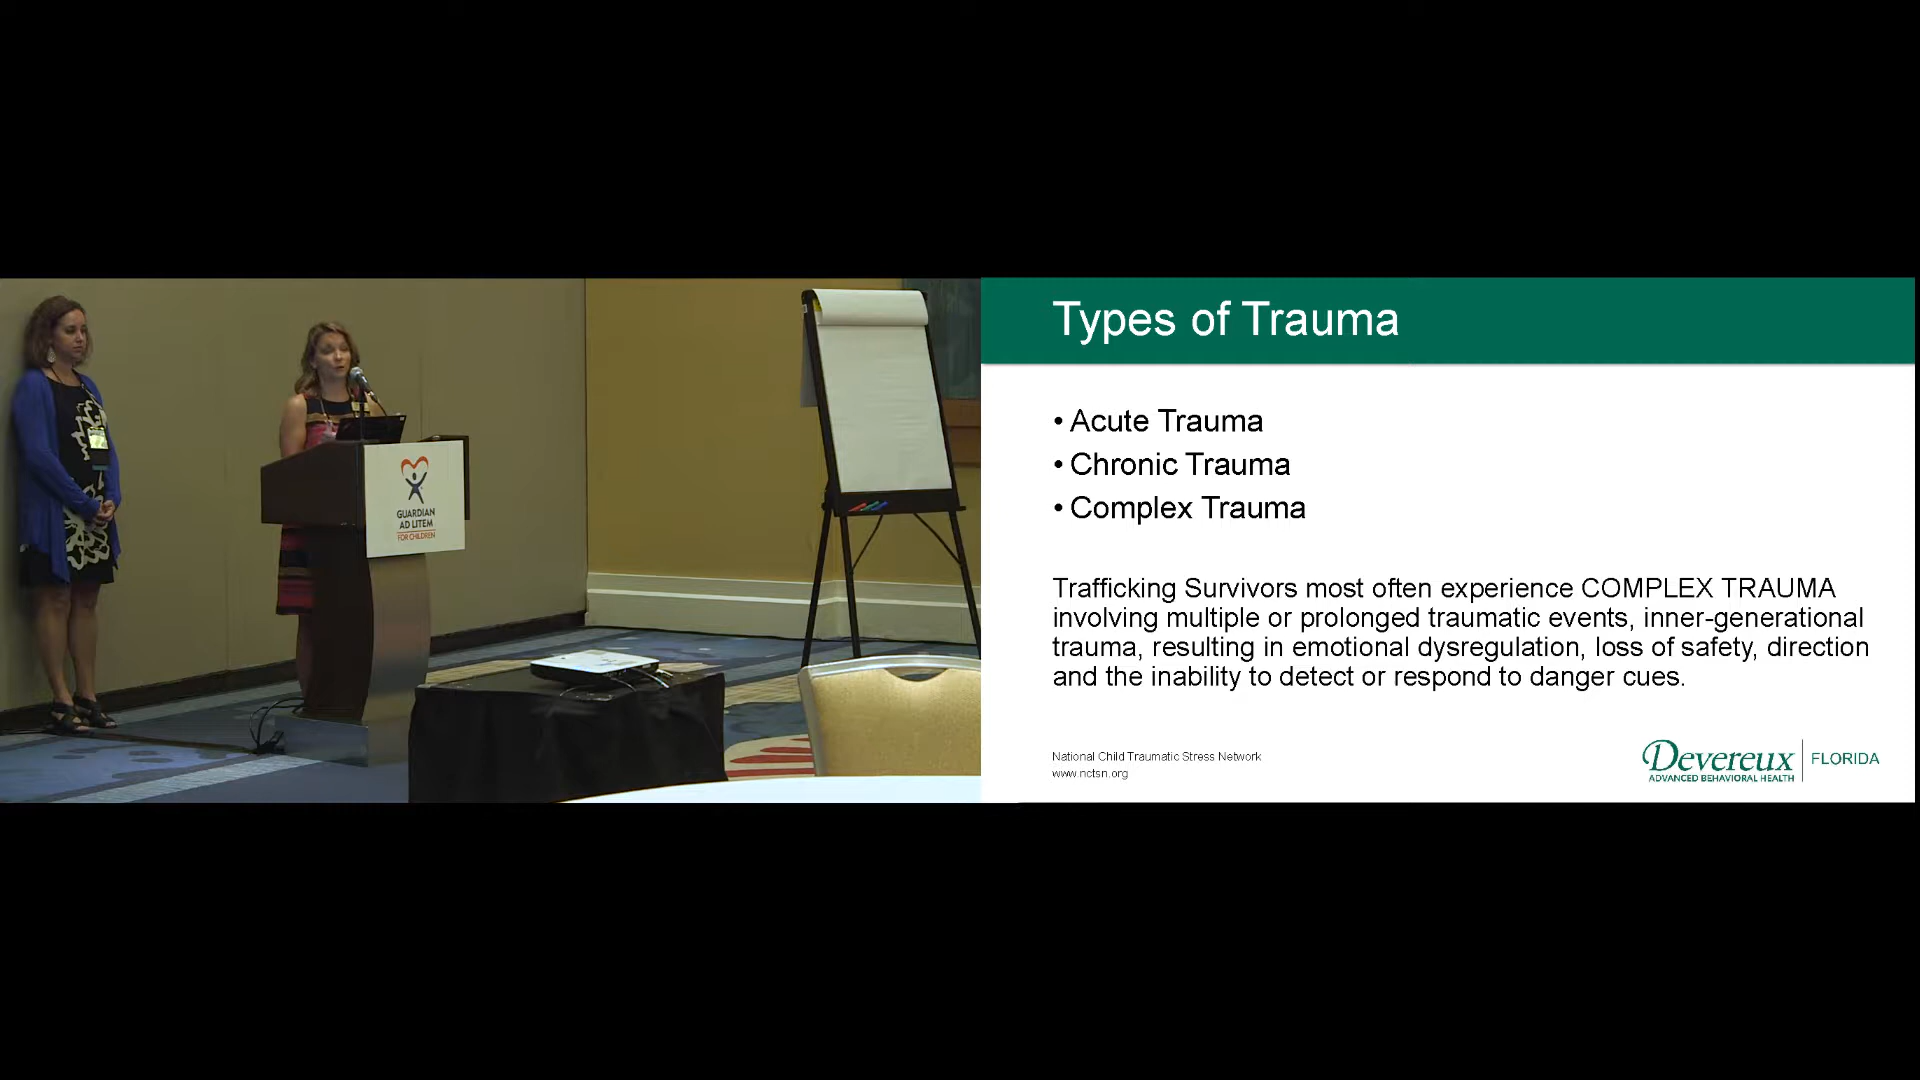 GUARDIAN
AD LITEM
FOR CHILDREN
Types of Trauma
• Acute Trauma
• Chronic Trauma
• Complex Trauma
Trafficking Survivors most often experience COMPLEX TRAUMA
involving multiple or prolonged traumatic events, inner-generational
trauma, resulting in emotional dysregulation, loss of safety, direction
and the inability to detect or respond to danger cues.
National Child Traumatic Stress Network
www.nctsn.org
Devereux
ADVANCED BEHAVIORAL HEALTH
FLORIDA